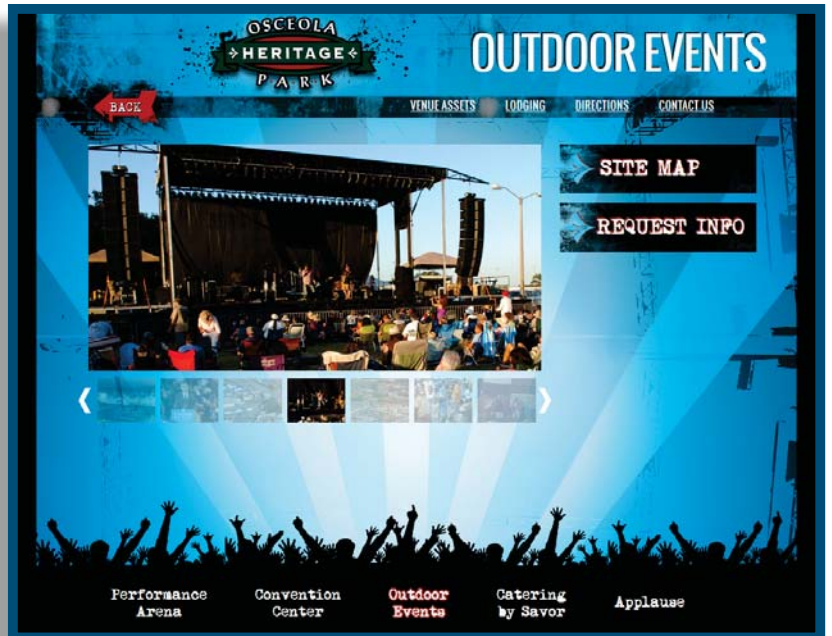 OSCEOLA
HERITAGE
PARK
OUTDOOR EVENTS
BACK
VENUE ASSETS LODGING DIRECTIONS CONTACT US
SITE MAP
REQUEST INFO
Performance
Arena
Convention
Center
Outdoor
Events
Catering
by Savor
Applause